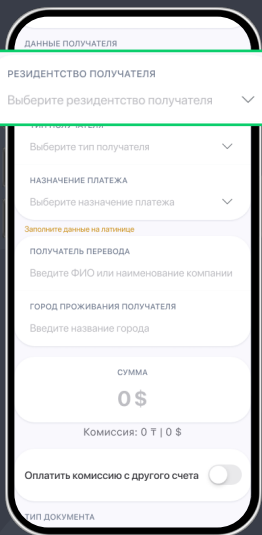 ДАННЫЕ ПОЛУЧАТЕЛЯ
РЕЗИДЕНТСТВО ПОЛУЧАТЕЛЯ
Выберите резидентство получателя
ТИП ПОЛУЧАТЕЛЯ
Выберите тип получателя
НАЗНАЧЕНИЕ ПЛАТЕЖА
Выберите назначение платежа
Заполните данные на латинице
ПОЛУЧАТЕЛЬ ПЕРЕВОДА
Введите ФИО или наименование компании
ГОРОД ПРОЖИВАНИЯ ПОЛУЧАТЕЛЯ
Введите название города
СУММА
0 $
Комиссия: 0 ₸ | 0 $
Оплатить комиссию с другого счета
ТИП ДОКУМЕНТА